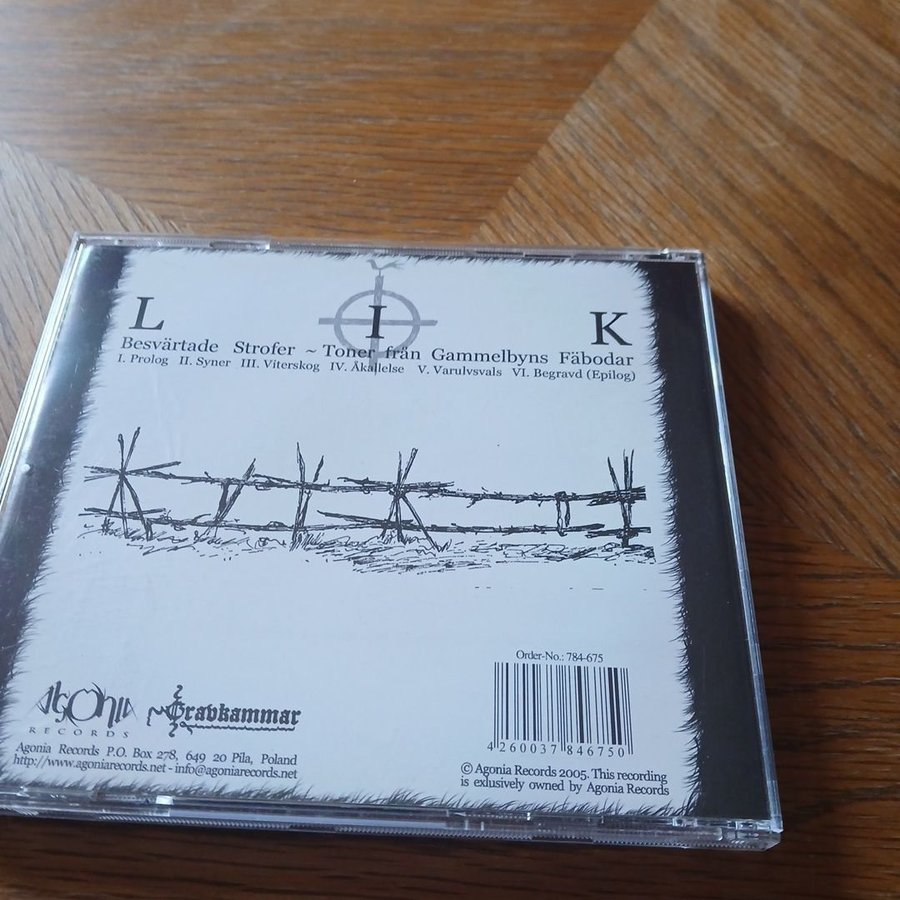 L I K
Besvärtade Strofer ~ Toner från Gammelbyns Fäbodar
I. Prolog II. Syner III. Viterskog IV. Åkallelse V. Varulvsvals VI. Begravd (Epilog)
Order-No.: 784-675
4 260037 846750
Agonia
RECORDS
Gravkammar
Agonia Records P.O. Box 278, 649 20 Piła, Poland
http://www.agoniarecords.net - info@agoniarecords.net
© Agonia Records 2005. This recording
is exlusively owned by Agonia Records